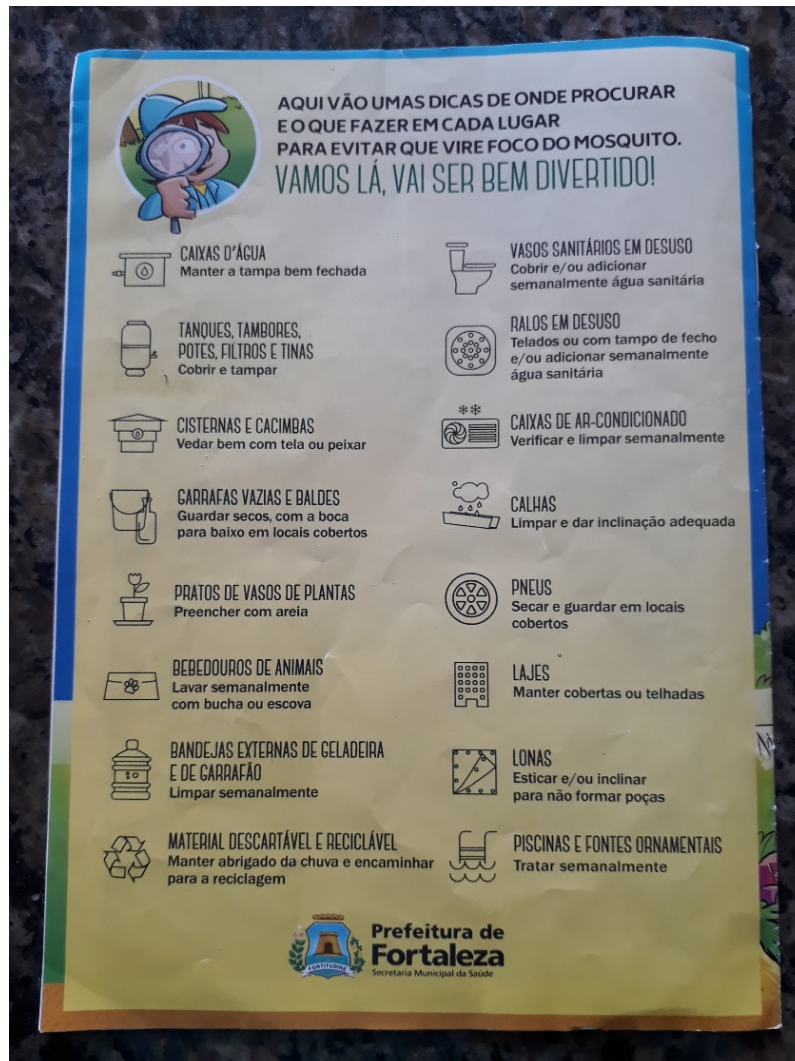 AQUI VÃO UMAS DICAS DE ONDE PROCURAR
E O QUE FAZER EM CADA LUGAR
PARA EVITAR QUE VIRE FOCO DO MOSQUITO.
VAMOS LÁ, VAI SER BEM DIVERTIDO!
CAIXAS D'ÁGUA
Manter a tampa bem fechada
TANQUES, TAMBORES,
POTES, FILTROS E TINAS
Cobrir e tampar
CISTERNAS E CACIMBAS
Vedar bem com tela ou peixar
GARRAFAS VAZIAS E BALDES
Guardar secos, com a boca
para baixo em locais cobertos
PRATOS DE VASOS DE PLANTAS
Preencher com areia
BEBEDOUROS DE ANIMAIS
Lavar semanalmente
com bucha ou escova
BANDEJAS EXTERNAS DE GELADEIRA
E DE GARRAFÃO
Limpar semanalmente
MATERIAL DESCARTÁVEL E RECICLÁVEL
Manter abrigado da chuva e encaminhar
para a reciclagem
VASOS SANITÁRIOS EM DESUSO
Cobrir e/ou adicionar
semanalmente água sanitária
RALOS EM DESUSO
Telados ou com tampo de fecho
e/ou adicionar semanalmente
água sanitária
CAIXAS DE AR-CONDICIONADO
Verificar e limpar semanalmente
CALHAS
Limpar e dar inclinação adequada
PNEUS
Secar e guardar em locais
cobertos
LAJES
Manter cobertas ou telhadas
LONAS
Esticar e/ou inclinar
para não formar poças
PISCINAS E FONTES ORNAMENTAIS
Tratar semanalmente
FORTITUDINE
Prefeitura de
Fortaleza
Secretaria Municipal da Saúde